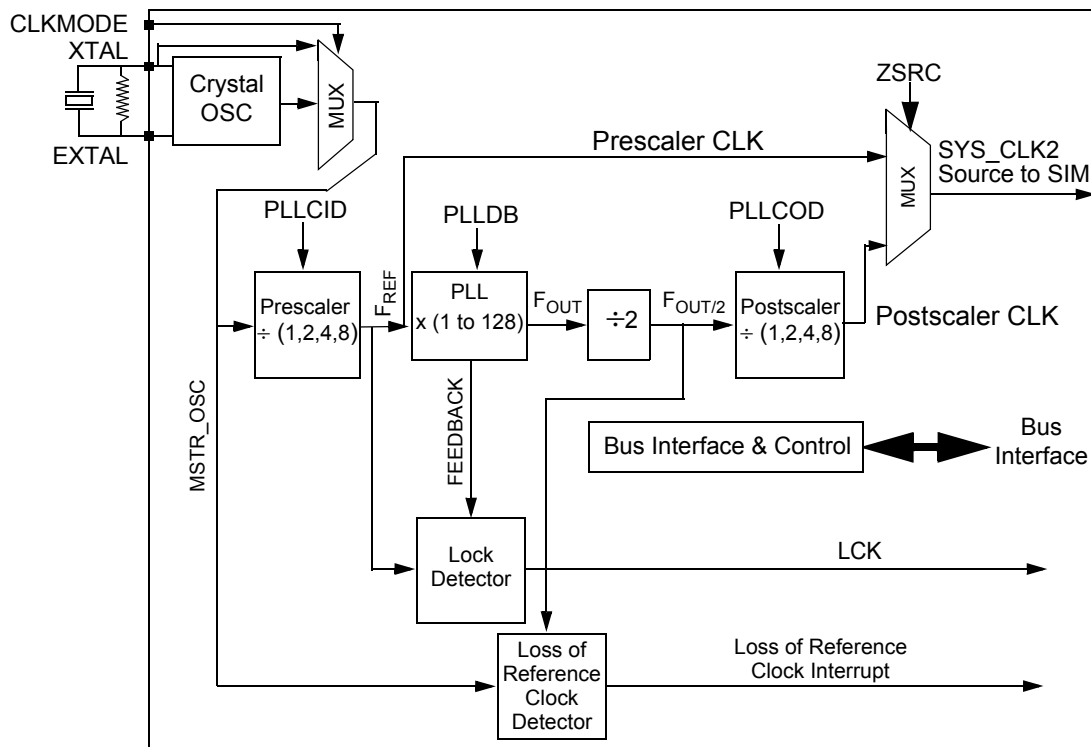 CLKMODE
XTAL
EXTAL
Crystal
OSC
MUX
ZSRC
Prescaler CLK
MUX
SYS_CLK2
Source to SIM
PLLCID
PLLDB
PLLCOD
Prescaler
÷ (1,2,4,8)
FREF
PLL
x (1 to 128)
FOUT
÷2
FOUT/2
Postscaler
÷ (1,2,4,8)
Postscaler CLK
MSTR_OSC
FEEDBACK
Bus Interface & Control
Bus
Interface
Lock
Detector
LCK
Loss of
Reference
Clock
Detector
Loss of Reference
Clock Interrupt